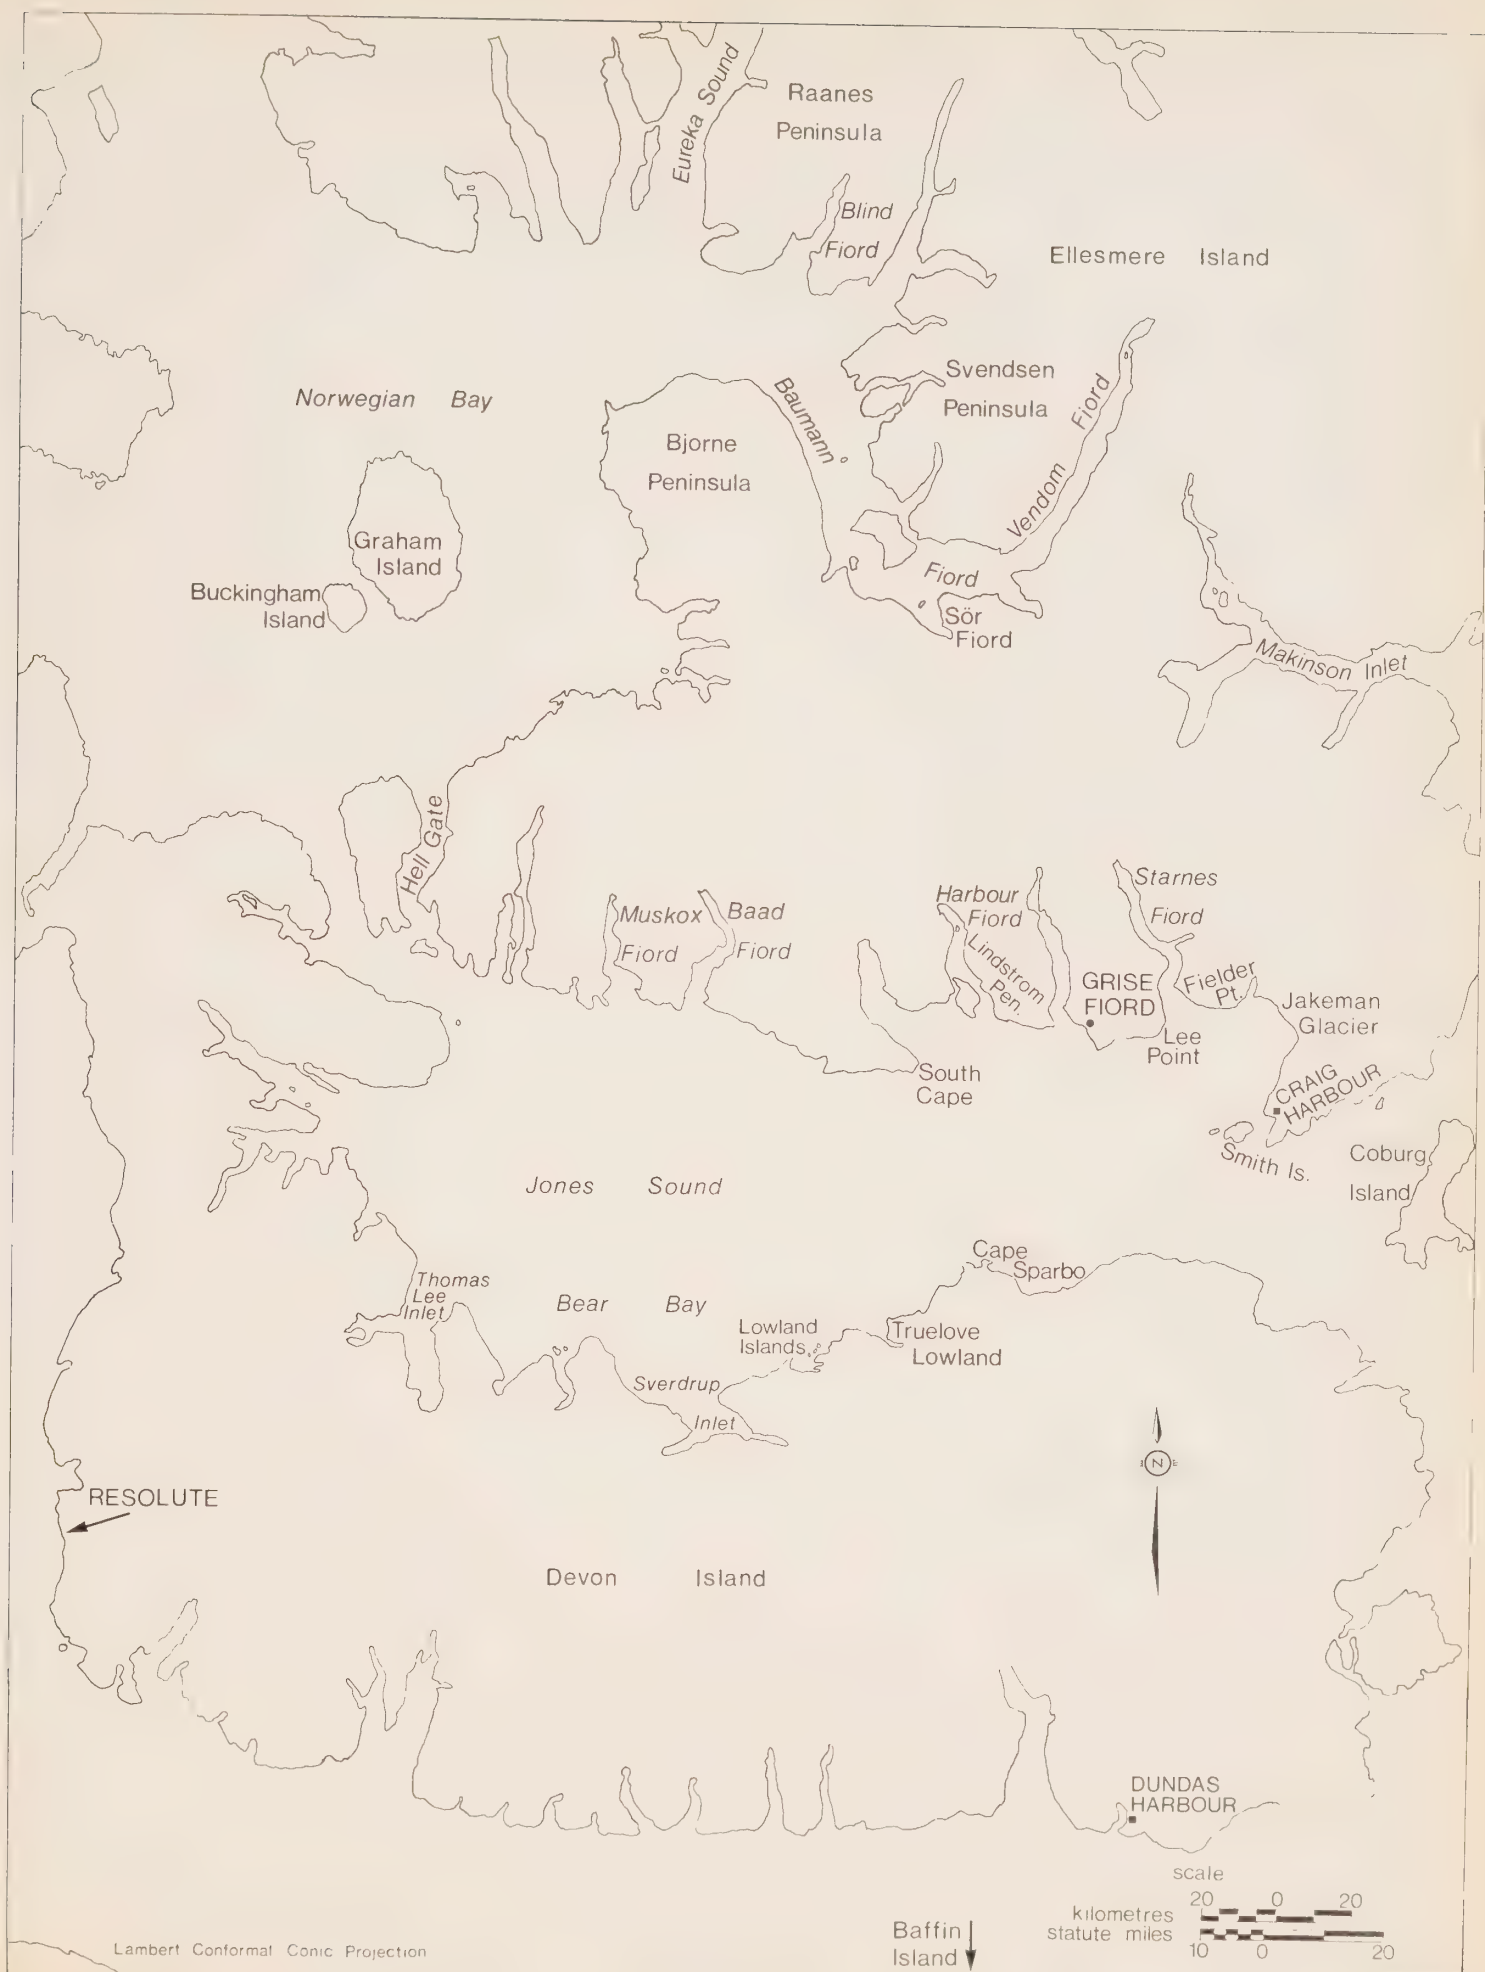 Eureka Sound
Raanes
Peninsula
Blind
Fiord
Ellesmere Island
Norwegian Bay
Svendsen
Peninsula
Baumann
Fiord
Vendom
Fiord
Bjorne
Peninsula
Graham
Island
Buckingham
Island
Sör
Fiord
Makinson Inlet
Hell Gate
Muskox
Fiord
Baad
Fiord
Harbour
Fiord
Lindstrom
Pen.
Starnes
Fiord
GRISE
FIORD
Fielder
Pt.
Jakeman
Glacier
Lee
Point
South
Cape
CRAIG
HARBOUR
Smith Is.
Coburg
Island
Jones Sound
Cape
Sparbo
Thomas
Lee
Inlet
Bear Bay
Lowland
Islands
Truelove
Lowland
Sverdrup
Inlet
N
RESOLUTE
Devon Island
DUNDAS
HARBOUR
scale
20 0 20
kilometres
statute miles
10 0 20
Baffin
Island
Lambert Conformal Conic Projection